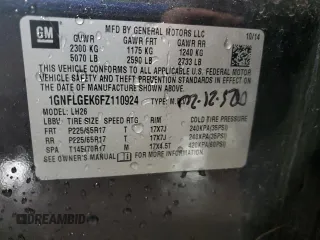 GM
MFD BY GENERAL MOTORS LLC
10/14
GVWR GAWR FRT GAWR RR
2300 KG 1175 KG 1240 KG
5070 LB 2590 LB 2733 LB
THIS VEHICLE CONFORMS TO ALL APPLICABLE U.S. FEDERAL MOTOR
VEHICLE SAFETY AND THEFT PREVENTION STANDARDS IN EFFECT ON
THE DATE OF MANUFACTURE SHOWN ABOVE.
1GNFLGEK6FZ110924 TYPE:
LH26
TIRE SIZE SPEED RTG RIM COLD TIRE PRESSURE
FRT P225/65R17 T 17X7J 240KPA(35PSI)
RR P225/65R17 T 17X7J 240KPA(35PSI)
SPA T145/70R17 M 17X4.5T 420KPA(60PSI)
SEE OWNER'S MANUAL FOR ADDITIONAL INFORMATION
DREAMBID